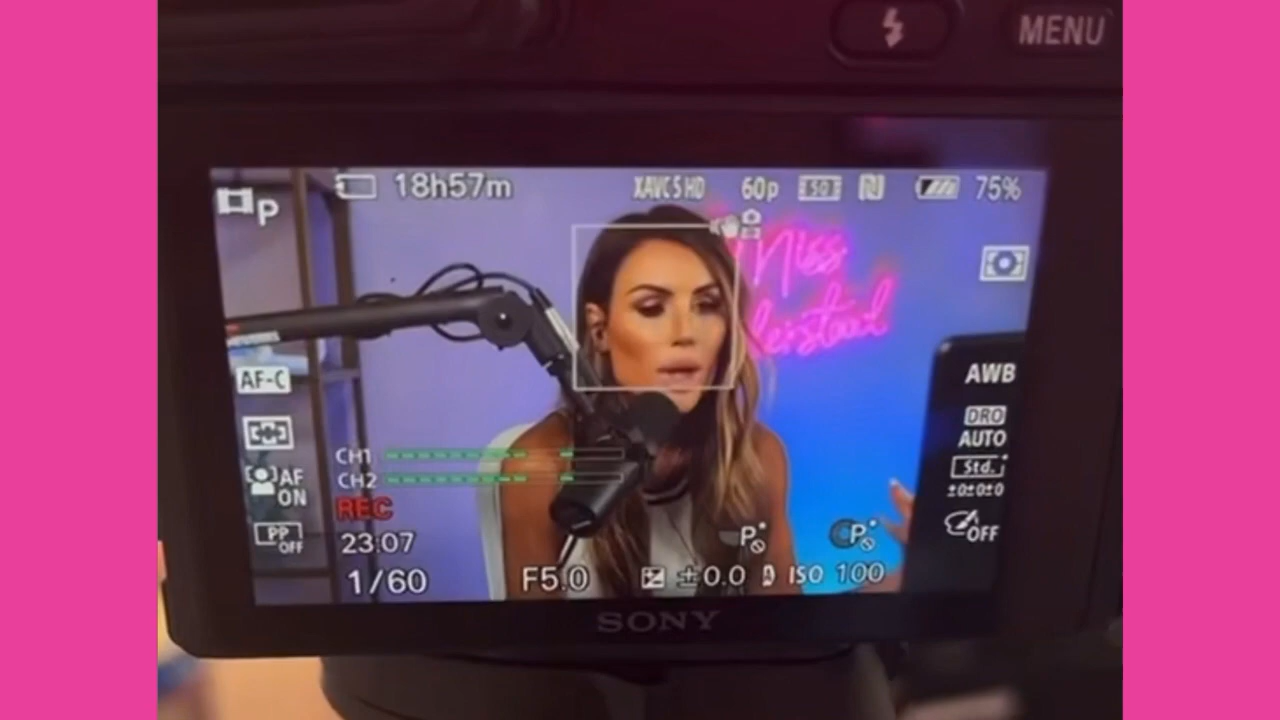 MENU
P
18h57m
XAVC S HD
60p
75%
Miss
AF-C
AWB
DRO
AUTO
Std.
±0±0±0
CH1
CH2
AF
ON
REC
PP
OFF
23:07
P
P
OFF
1/60
F5.0
±0.0
ISO 100
SONY